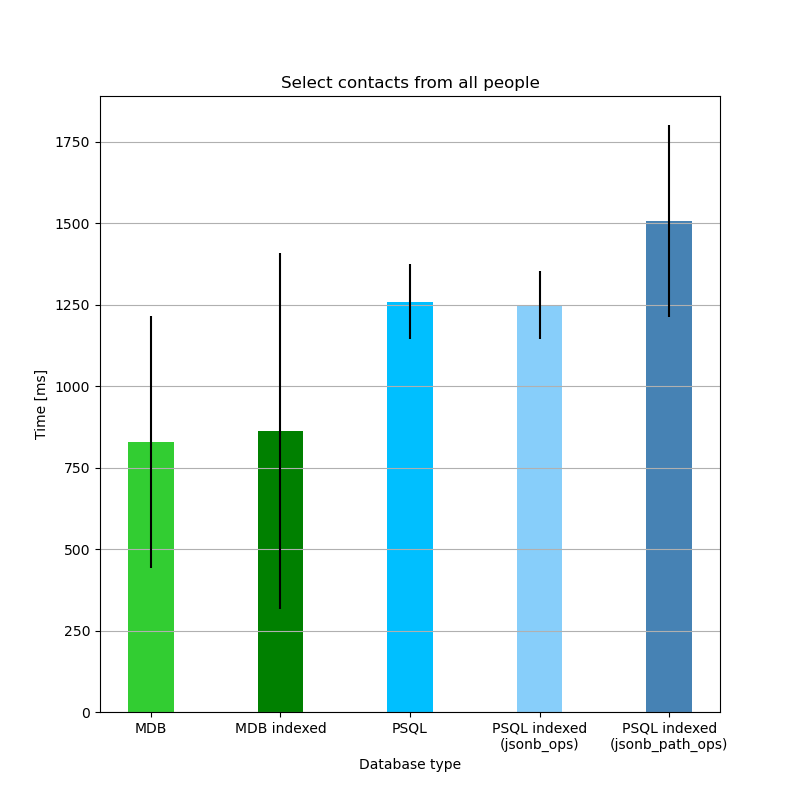 Select contacts from all people
1750
1500
1250
1000
750
500
250
0
Time [ms]
MDB
MDB indexed
PSQL
PSQL indexed
(jsonb_ops)
PSQL indexed
(jsonb_path_ops)
Database type